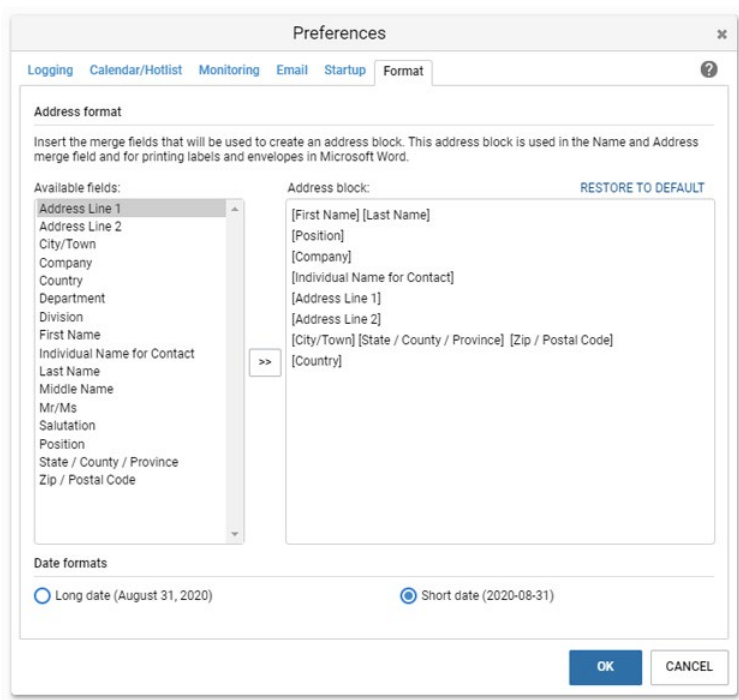 Preferences
Logging Calendar/Hotlist Monitoring Email Startup Format
Address format
Insert the merge fields that will be used to create an address block. This address block is used in the Name and Address
merge field and for printing labels and envelopes in Microsoft Word.
Available fields:
Address Line 1
Address Line 2
City/Town
Company
Country
Department
Division
First Name
Individual Name for Contact
Last Name
Middle Name
Mr/Ms
Salutation
Position
State / County / Province
Zip / Postal Code
>>
Address block: RESTORE TO DEFAULT
[First Name] [Last Name]
[Position]
[Company]
[Individual Name for Contact]
[Address Line 1]
[Address Line 2]
[City/Town] [State / County / Province] [Zip / Postal Code]
[Country]
Date formats
Long date (August 31, 2020) Short date (2020-08-31)
OK CANCEL